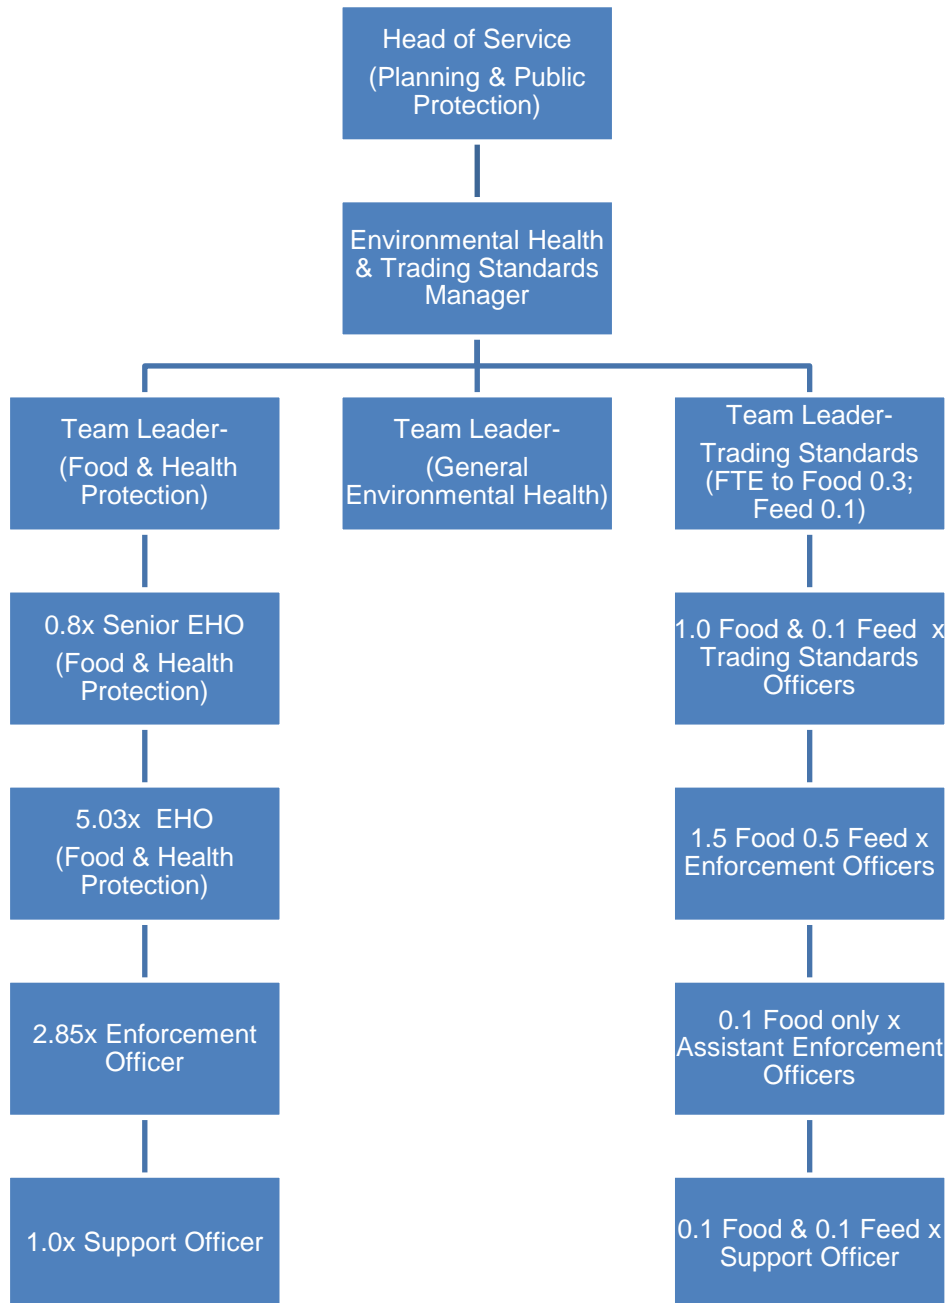 Head of Service
(Planning & Public
Protection)
Environmental Health
& Trading Standards
Manager
Team Leader-
(Food & Health
Protection)
Team Leader-
(General
Environmental Health)
Team Leader-
Trading Standards
(FTE to Food 0.3;
Feed 0.1)
0.8x Senior EHO
(Food & Health
Protection)
1.0 Food & 0.1 Feed x
Trading Standards
Officers
5.03x EHO
(Food & Health
Protection)
1.5 Food 0.5 Feed x
Enforcement Officers
2.85x Enforcement
Officer
0.1 Food only x
Assistant Enforcement
Officers
1.0x Support Officer
0.1 Food & 0.1 Feed x
Support Officer